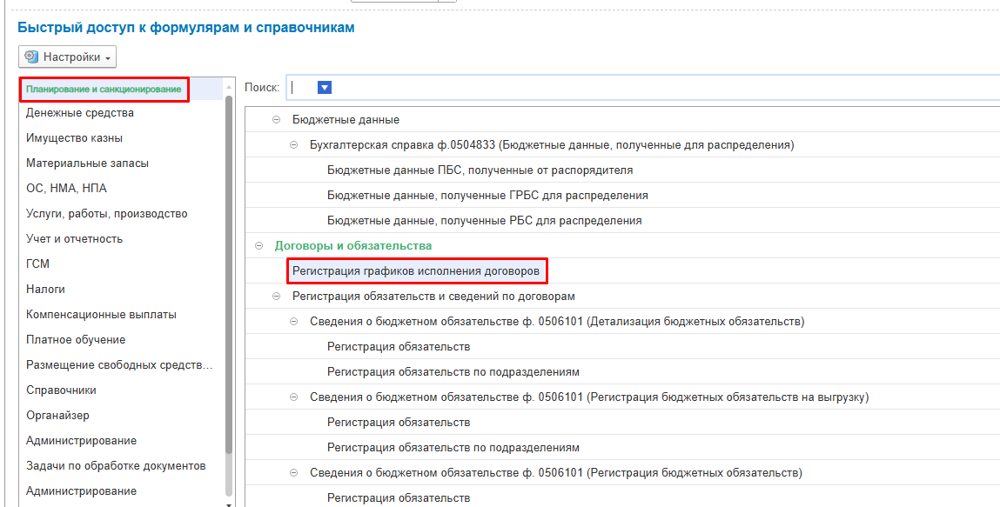 Быстрый доступ к формулярам и справочникам
Настройки
Планирование и санкционирование
Денежные средства
Имущество казны
Материальные запасы
ОС, НМА, НПА
Услуги, работы, производство
Учет и отчетность
ГСМ
Налоги
Компенсационные выплаты
Платное обучение
Размещение свободных средств...
Справочники
Органайзер
Администрирование
Задачи по обработке документов
Администрирование
Поиск:
Бюджетные данные
Бухгалтерская справка ф.0504833 (Бюджетные данные, полученные для распределения)
Бюджетные данные ПБС, полученные от распорядителя
Бюджетные данные, полученные ГРБС для распределения
Бюджетные данные, полученные РБС для распределения
Договоры и обязательства
Регистрация графиков исполнения договоров
Регистрация обязательств и сведений по договорам
Сведения о бюджетном обязательстве ф. 0506101 (Детализация бюджетных обязательств)
Регистрация обязательств
Регистрация обязательств по подразделениям
Сведения о бюджетном обязательстве ф. 0506101 (Регистрация бюджетных обязательств на выгрузку)
Регистрация обязательств
Регистрация обязательств по подразделениям
Сведения о бюджетном обязательстве ф. 0506101 (Регистрация бюджетных обязательств)
Регистрация обязательств